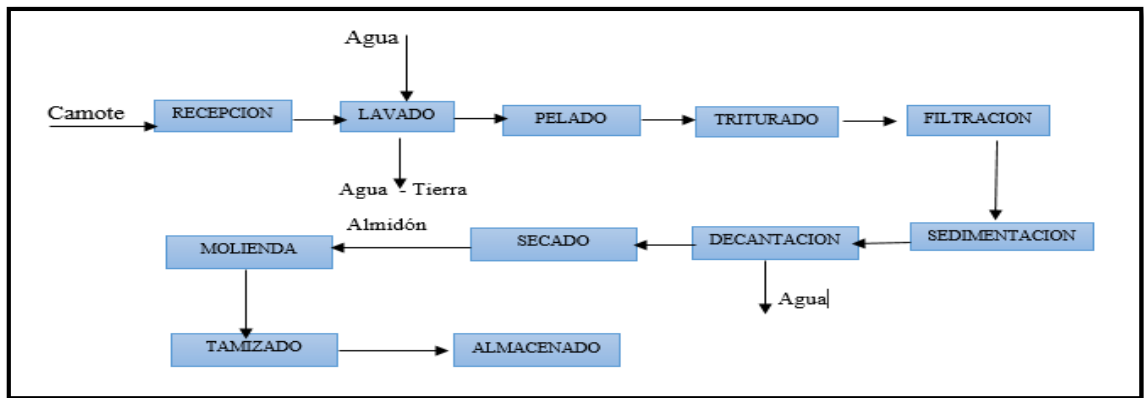 Agua
Camote
RECEPCION
LAVADO
PELADO
TRITURADO
FILTRACION
Agua - Tierra
SEDIMENTACION
DECANTACION
SECADO
Almidón
MOLIENDA
Agua
TAMIZADO
ALMACENADO